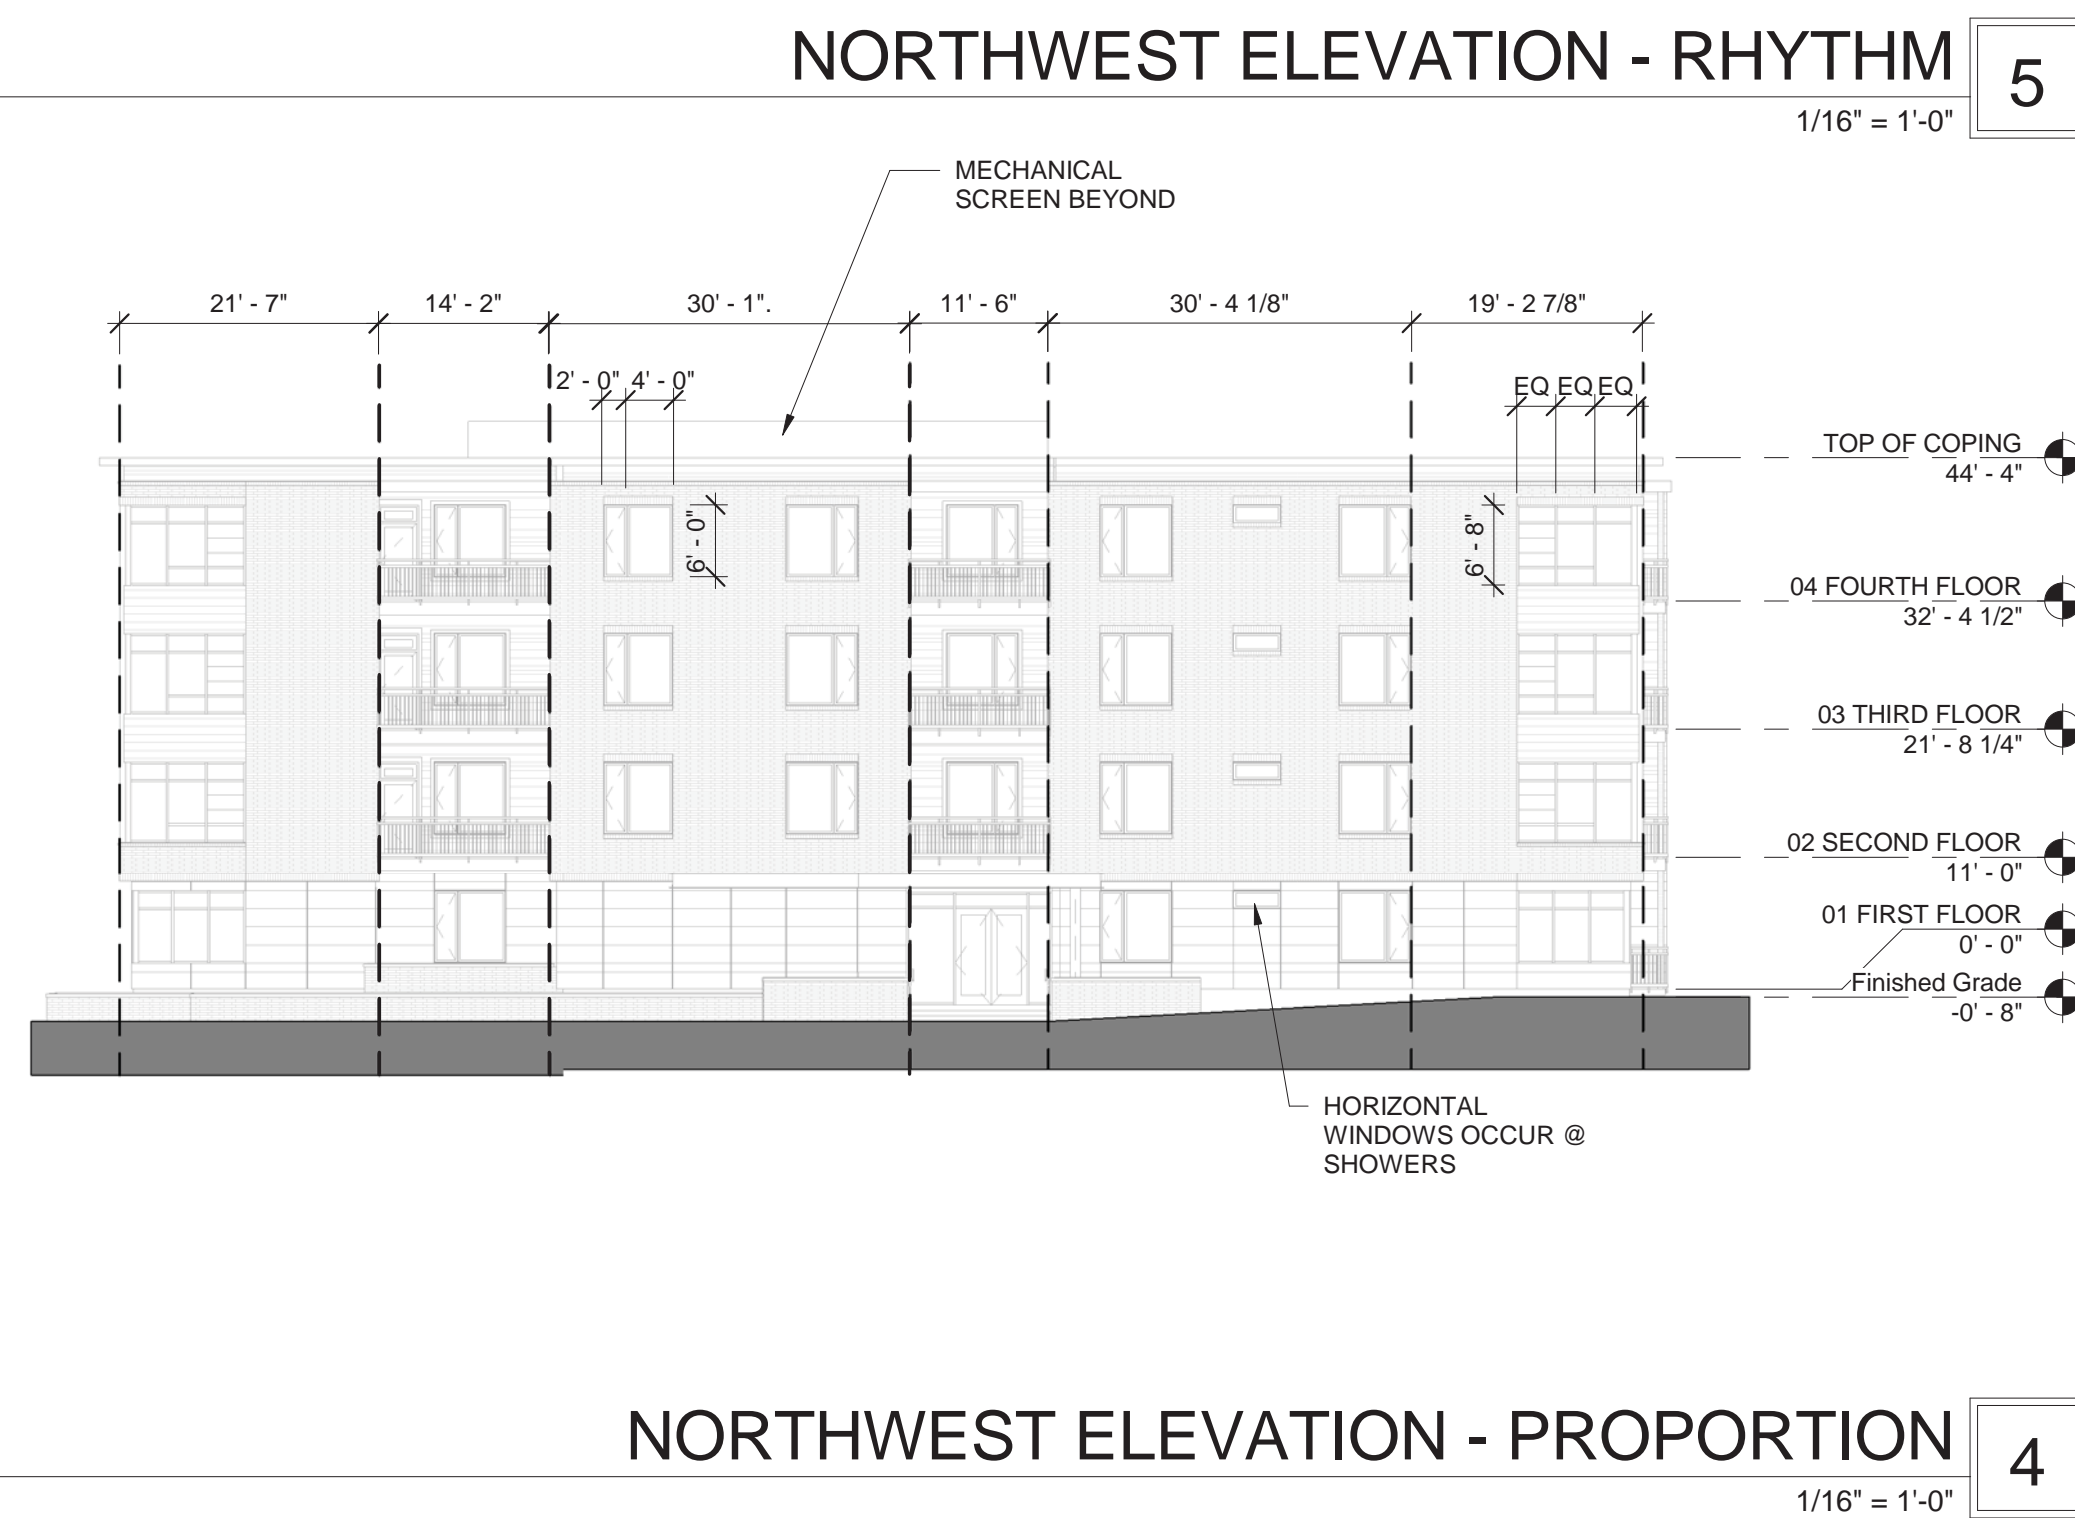 NORTHWEST ELEVATION - RHYTHM
5
1/16" = 1'-0"
MECHANICAL
SCREEN BEYOND
21' - 7"
14' - 2"
30' - 1".
11' - 6"
30' - 4 1/8"
19' - 2 7/8"
2' - 0"
4' - 0"
EQ
EQ
EQ
6' - 0"
6' - 8"
TOP OF COPING
44' - 4"
04 FOURTH FLOOR
32' - 4 1/2"
03 THIRD FLOOR
21' - 8 1/4"
02 SECOND FLOOR
11' - 0"
01 FIRST FLOOR
0' - 0"
Finished Grade
-0' - 8"
HORIZONTAL
WINDOWS OCCUR @
SHOWERS
NORTHWEST ELEVATION - PROPORTION
4
1/16" = 1'-0"